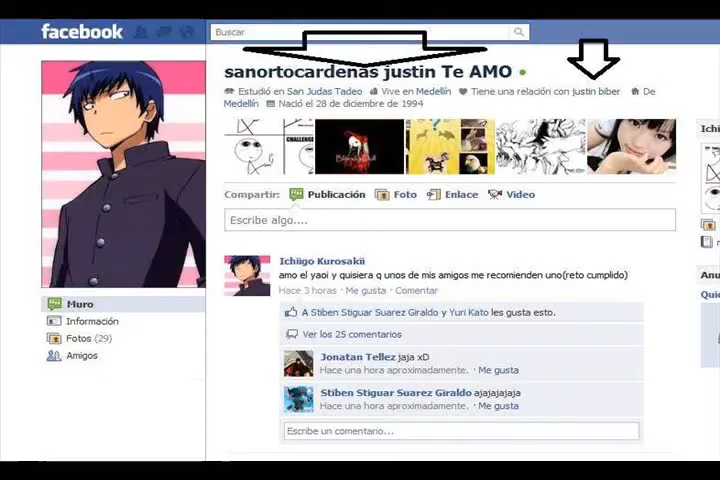 facebook
Buscar
sanortocardenas justin Te AMO
Estudió en San Judas Tadeo Vive en Medellín Tiene una relación con justin biber De
Medellín Nació el 28 de diciembre de 1994
CHALLENGE
Ichi
Compartir: Publicación Foto Enlace Video
Escribe algo....
Ichiigo Kurosakii
amo el yaoi y quisiera q unos de mis amigos me recomienden uno(reto cumplido)
Hace 3 horas · Me gusta · Comentar
A Stiben Stiguar Suarez Giraldo y Yuri Kato les gusta esto.
Ver los 25 comentarios
Jonatan Tellez jaja xD
Hace una hora aproximadamente. · Me gusta
Stiben Stiguar Suarez Giraldo ajajajajaja
Hace una hora aproximadamente. · Me gusta
Escribe un comentario...
Muro
Información
Fotos (29)
Amigos
Anu
Quie